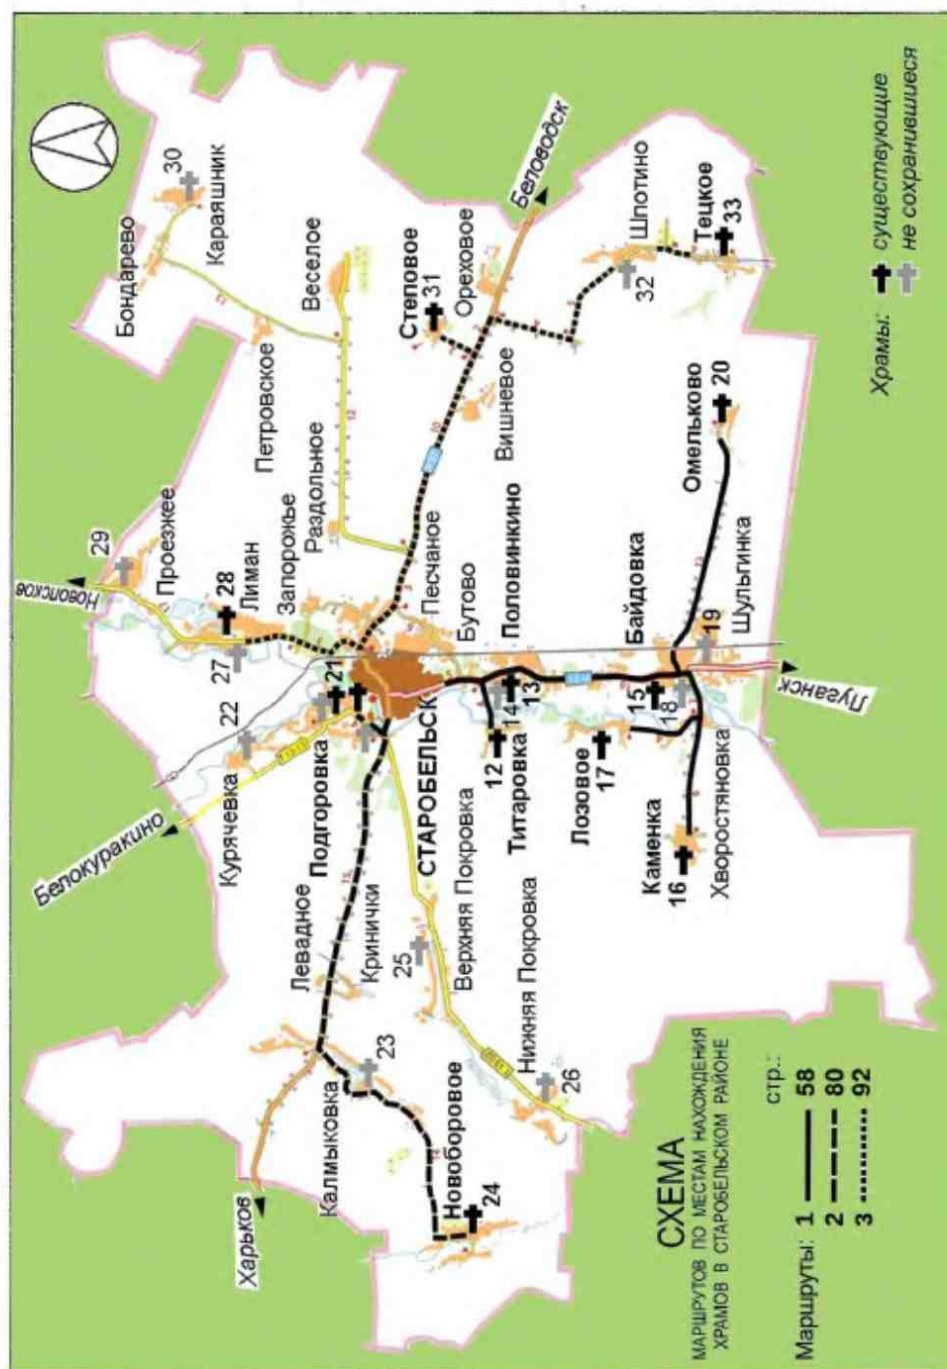 СХЕМА
МАРШРУТОВ ПО МЕСТАМ НАХОЖДЕНИЯ
ХРАМОВ В СТАРОБЕЛЬСКОМ РАЙОНЕ
стр.:
Маршруты: 1 58
2 80
3 92
Храмы: существующие
не сохранившиеся
Харьков
Белокуракино
Новопсков
Беловодск
Луганск
Калмыковка
23
Новоборовое
24
Левадное
Кринички
25
Верхняя Покровка
Нижняя Покровка
26
Курячевка
22
Подгоровка
21
СТАРОБЕЛЬСК
29
Проезжее
28
Лиман
27
Запорожье
Раздольное
Петровское
Бондарево
30
Караяшник
Веселое
Степовое
31
Ореховое
Вишневое
Песчаное
Бутово
Половинкино
13
14
12
Титаровка
Лозовое
17
15
18
Байдовка
19
Шульгинка
Каменка
16
Хворостяновка
Омельково
20
Шпотино
32
Тецкое
33